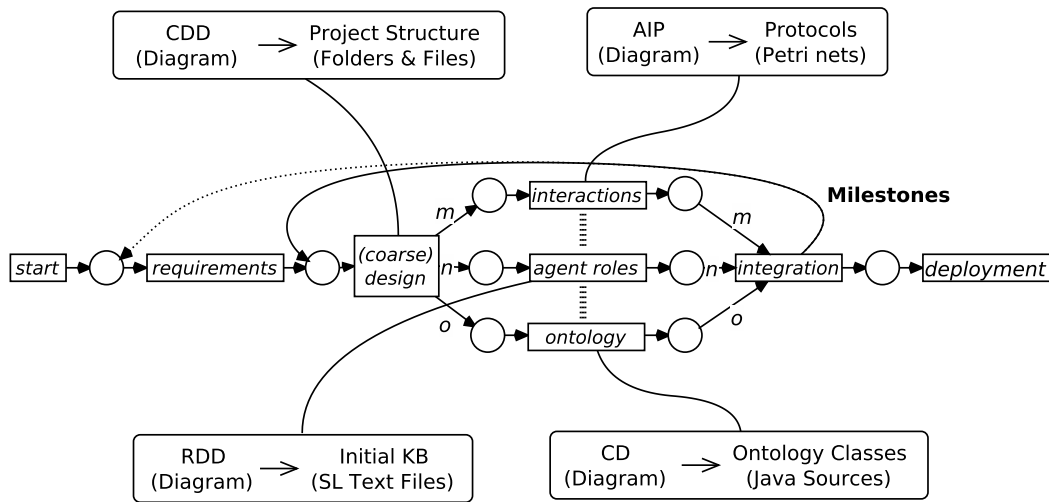 CDD
Project Structure
(Diagram)
(Folders & Files)
AIP
Protocols
(Diagram)
(Petri nets)
Milestones
m
interactions
m
start
requirements
(coarse)
design
n
agent roles
n
integration
deployment
o
ontology
o
RDD
Initial KB
(Diagram)
(SL Text Files)
CD
Ontology Classes
(Diagram)
(Java Sources)